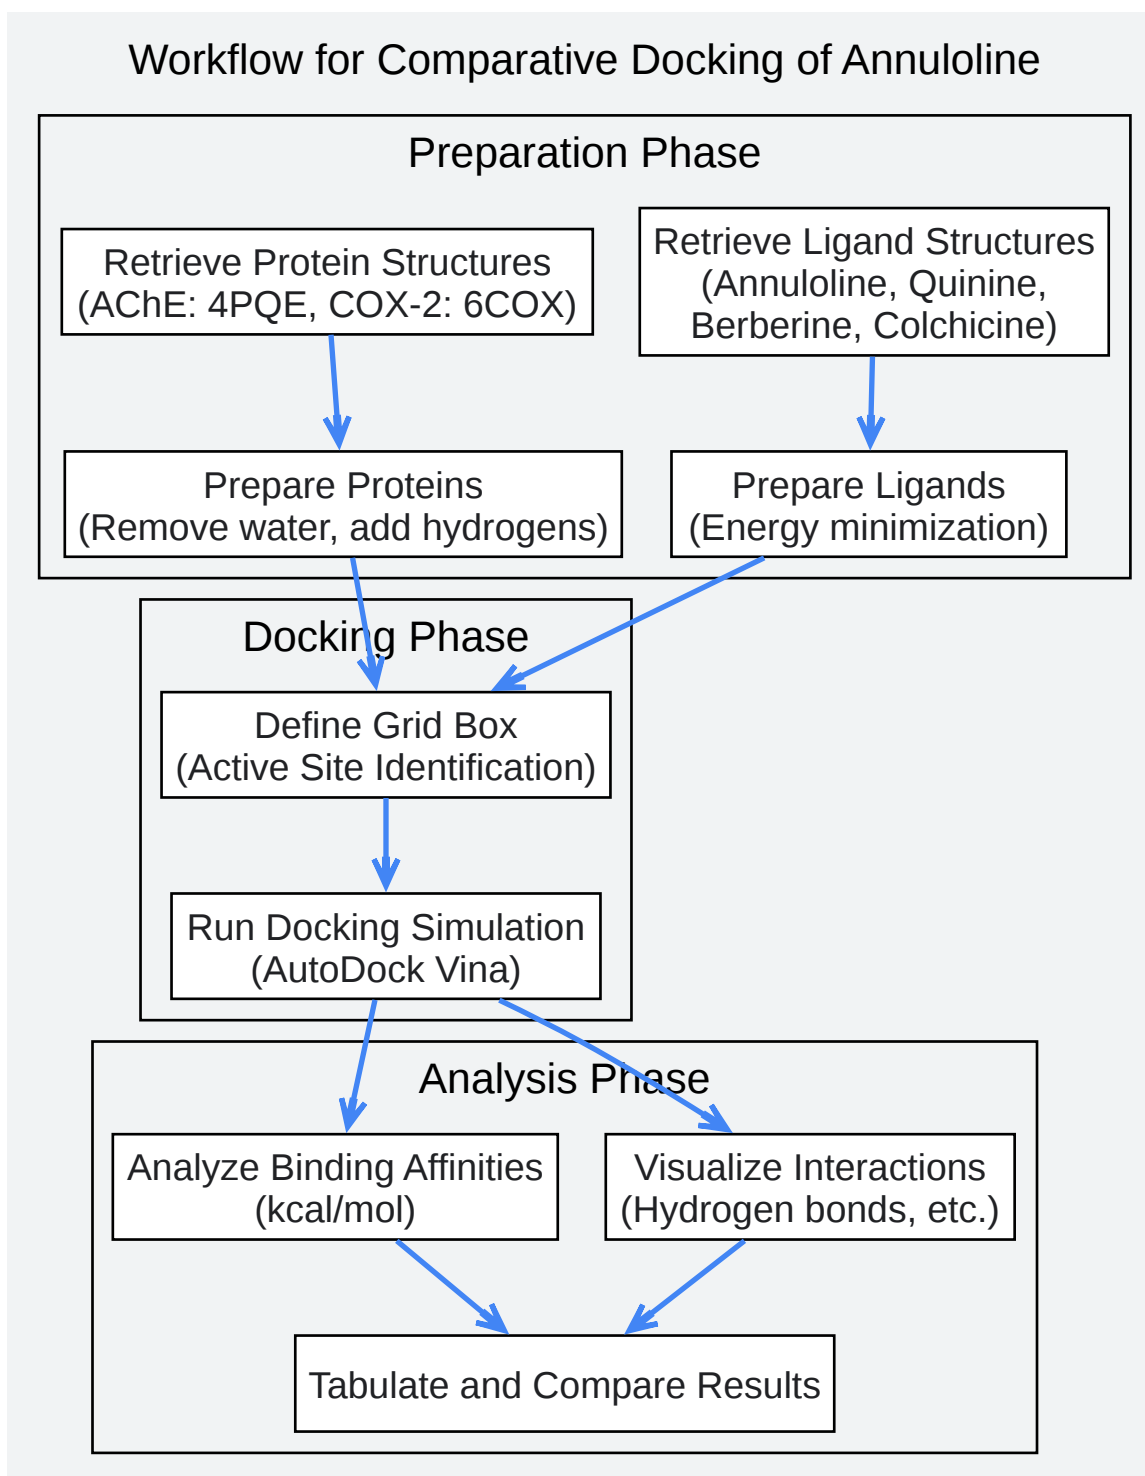 Workflow for Comparative Docking of Annuloline
Preparation Phase
Retrieve Protein Structures
(AChE: 4PQE, COX-2: 6COX)
Retrieve Ligand Structures
(Annuloline, Quinine,
Berberine, Colchicine)
Prepare Proteins
(Remove water, add hydrogens)
Prepare Ligands
(Energy minimization)
Docking Phase
Define Grid Box
(Active Site Identification)
Run Docking Simulation
(AutoDock Vina)
Analysis Phase
Analyze Binding Affinities
(kcal/mol)
Visualize Interactions
(Hydrogen bonds, etc.)
Tabulate and Compare Results